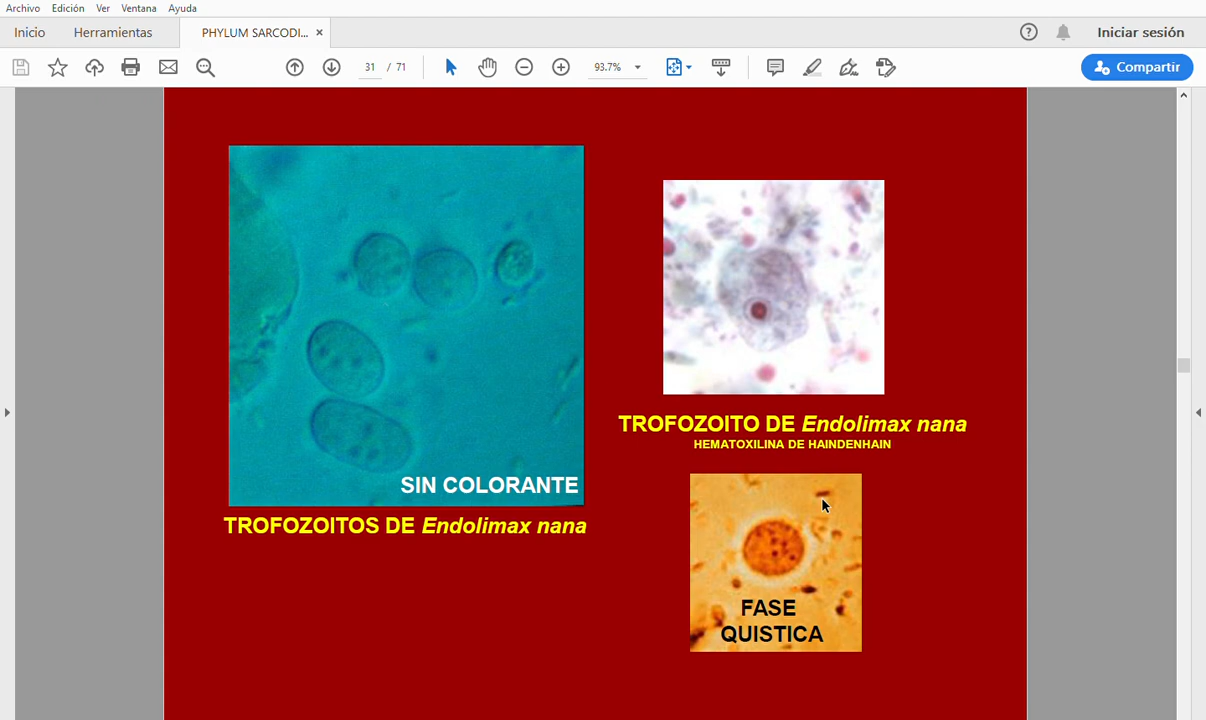 Archivo Edición Ver Ventana Ayuda
Inicio Herramientas PHYLUM SARCODI... × ? Iniciar sesión
31 / 71 93.7% Compartir
SIN COLORANTE
TROFOZOITOS DE Endolimax nana
TROFOZOITO DE Endolimax nana
HEMATOXILINA DE HAINDENHAIN
FASE
QUISTICA